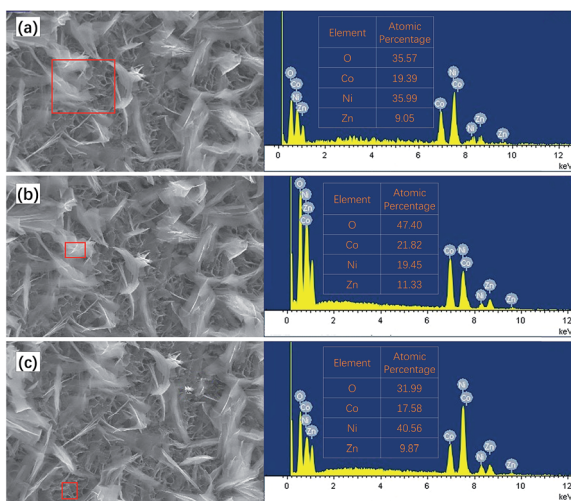 (a)
Element Atomic Percentage
O 35.57
Co 19.39
Ni 35.99
Zn 9.05
O
Co
Ni
Zn
Co
Ni
Co
Ni
Zn
Zn
0 2 4 6 8 10 12
keV
(b)
Element Atomic Percentage
O 47.40
Co 21.82
Ni 19.45
Zn 11.33
O
Ni
Zn
Co
Co
Ni
Co
Ni
Zn
Zn
0 2 4 6 8 10 12
keV
(c)
Element Atomic Percentage
O 31.99
Co 17.58
Ni 40.56
Zn 9.87
O
Co
Ni
Zn
Co
Ni
Co
Ni
Zn
Zn
0 2 4 6 8 10 12
keV